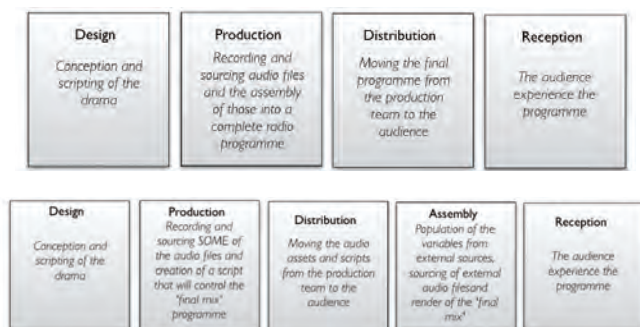 Design
Conception and
scripting of the
drama
Production
Recording and
sourcing audio files
and the assembly
of those into a
complete radio
programme
Distribution
Moving the final
programme from
the production
team to the
audience
Reception
The audience
experience the
programme
Design
Conception and
scripting of the
drama
Production
Recording and
sourcing SOME of
the audio files and
creation of a script
that will control the
'final mix'
programme
Distribution
Moving the audio
assets and scripts
from the production
team to the
audience
Assembly
Population of the
variables from
external sources,
sourcing of external
audio filesand
render of the 'final
mix'
Reception
The audience
experience the
programme